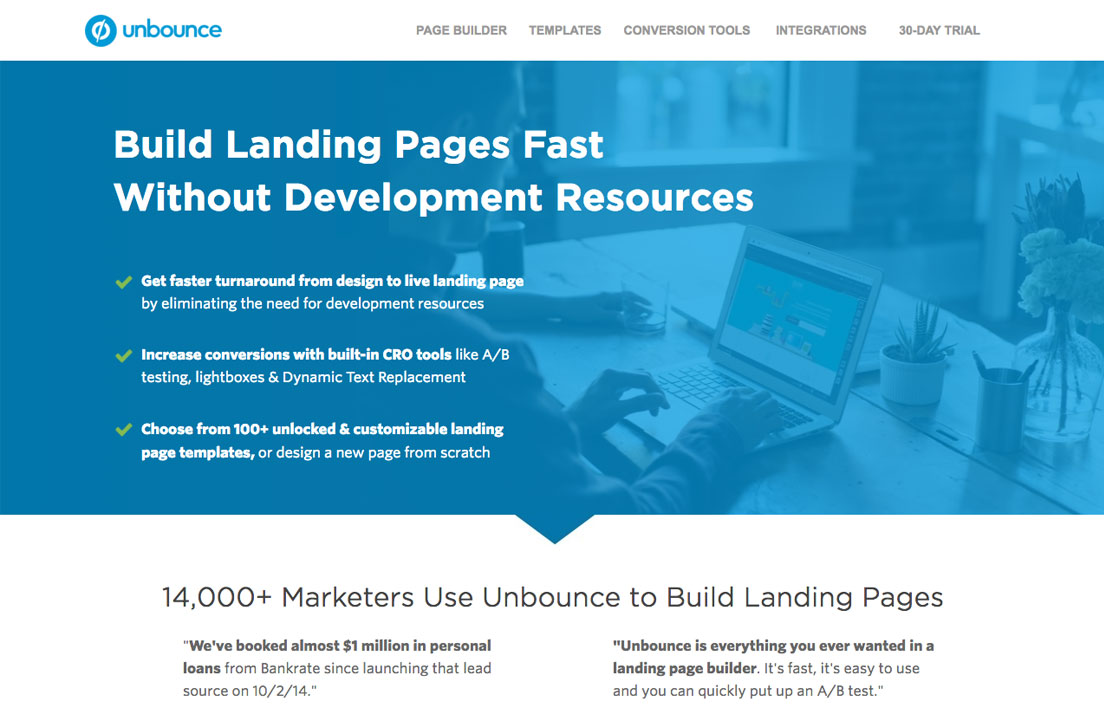 unbounce
PAGE BUILDER
TEMPLATES
CONVERSION TOOLS
INTEGRATIONS
30-DAY TRIAL
Build Landing Pages Fast
Without Development Resources
Get faster turnaround from design to live landing page
by eliminating the need for development resources
Increase conversions with built-in CRO tools like A/B
testing, lightboxes & Dynamic Text Replacement
Choose from 100+ unlocked & customizable landing
page templates, or design a new page from scratch
14,000+ Marketers Use Unbounce to Build Landing Pages
"We've booked almost $1 million in personal
loans from Bankrate since launching that lead
source on 10/2/14."
"Unbounce is everything you ever wanted in a
landing page builder. It's fast, it's easy to use
and you can quickly put up an A/B test."